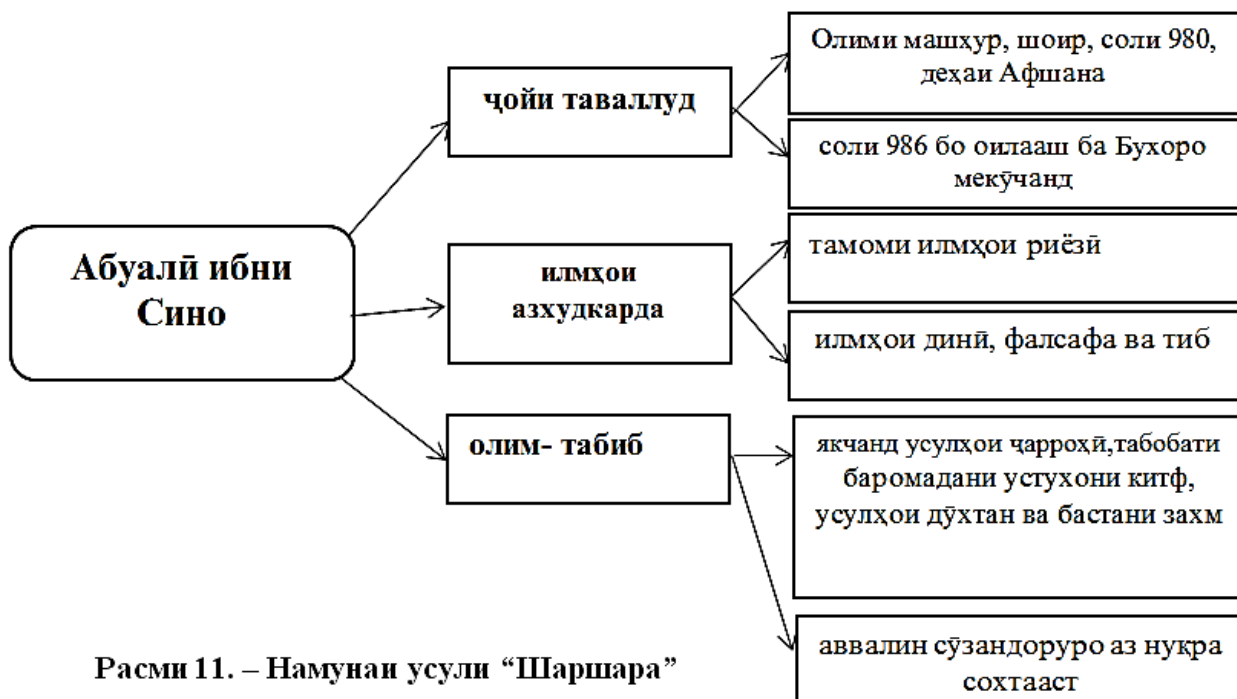 Абуалӣ ибни
Сино
ҷойи таваллуд
Олими машҳур, шоир, соли 980,
деҳаи Афшана
соли 986 бо оилааш ба Бухоро
мекӯчанд
илмҳои
азхудкарда
тамоми илмҳои риёзӣ
илмҳои динӣ, фалсафа ва тиб
олим- табиб
якчанд усулҳои ҷарроҳӣ,табобати
баромадани устухони китф,
усулҳои дӯхтан ва бастани захм
аввалин сӯзандоруро аз нуқра
сохтааст
Расми 11. – Намунаи усули “Шаршара”